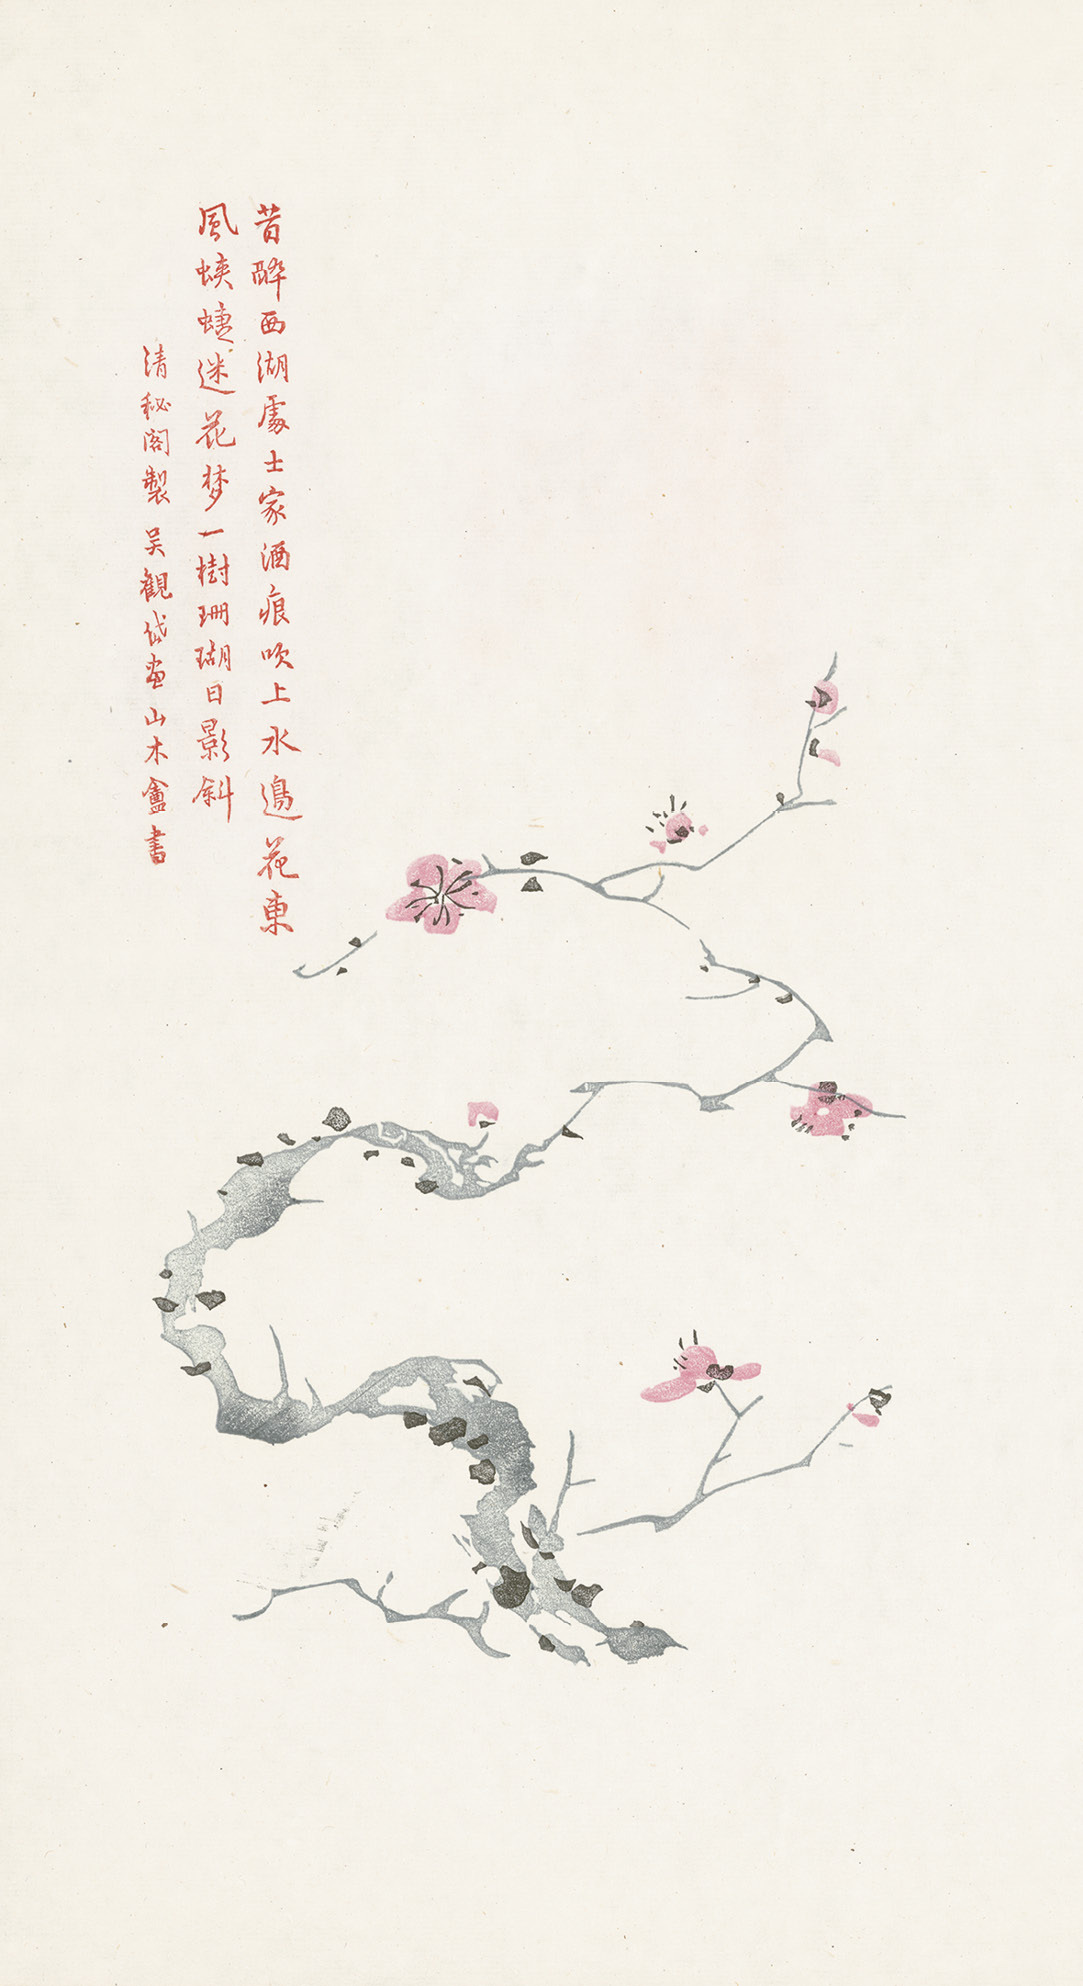 昔醉西湖處士家酒痕吹上水邊花東
風蛺蝶迷花梦一樹珊瑚日影斜
清秘閣製 吴觀岱畫 山木盦書